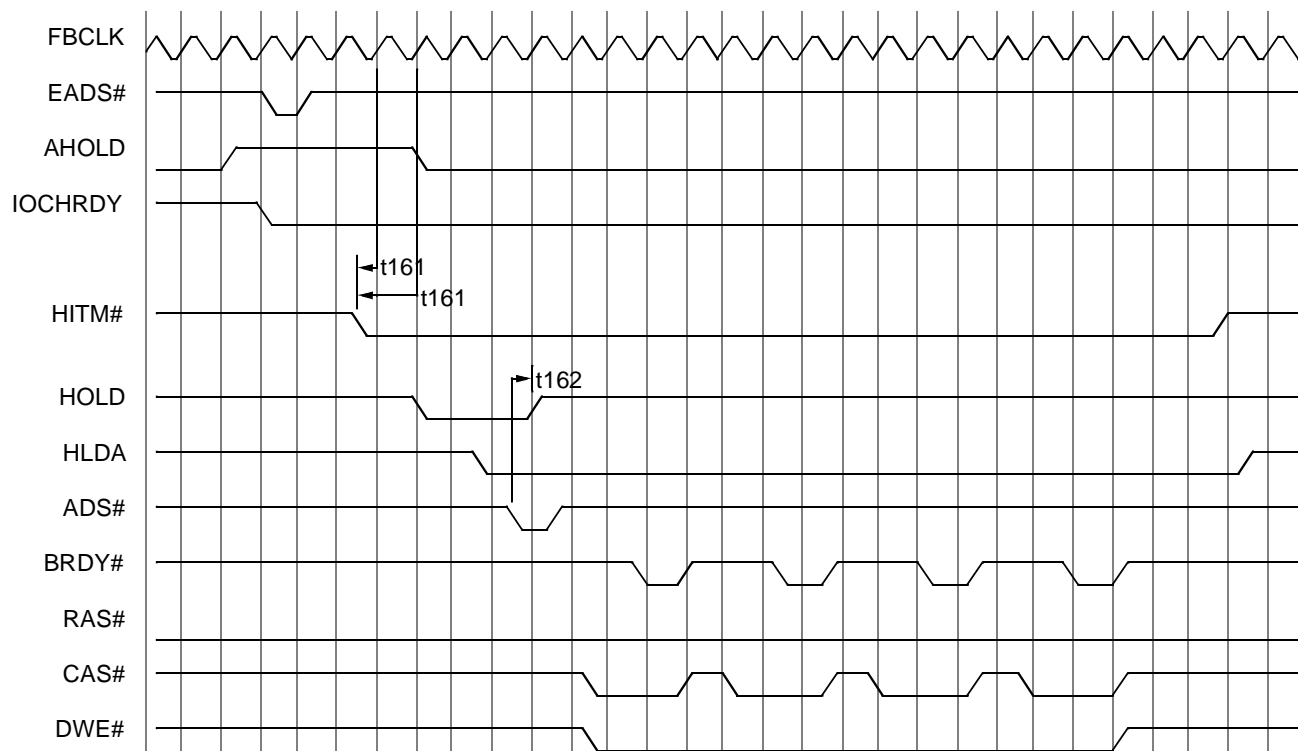 FBCLK
EADS#
AHOLD
IOCHRDY
t161
t161
HITM#
t162
HOLD
HLDA
ADS#
BRDY#
RAS#
CAS#
DWE#